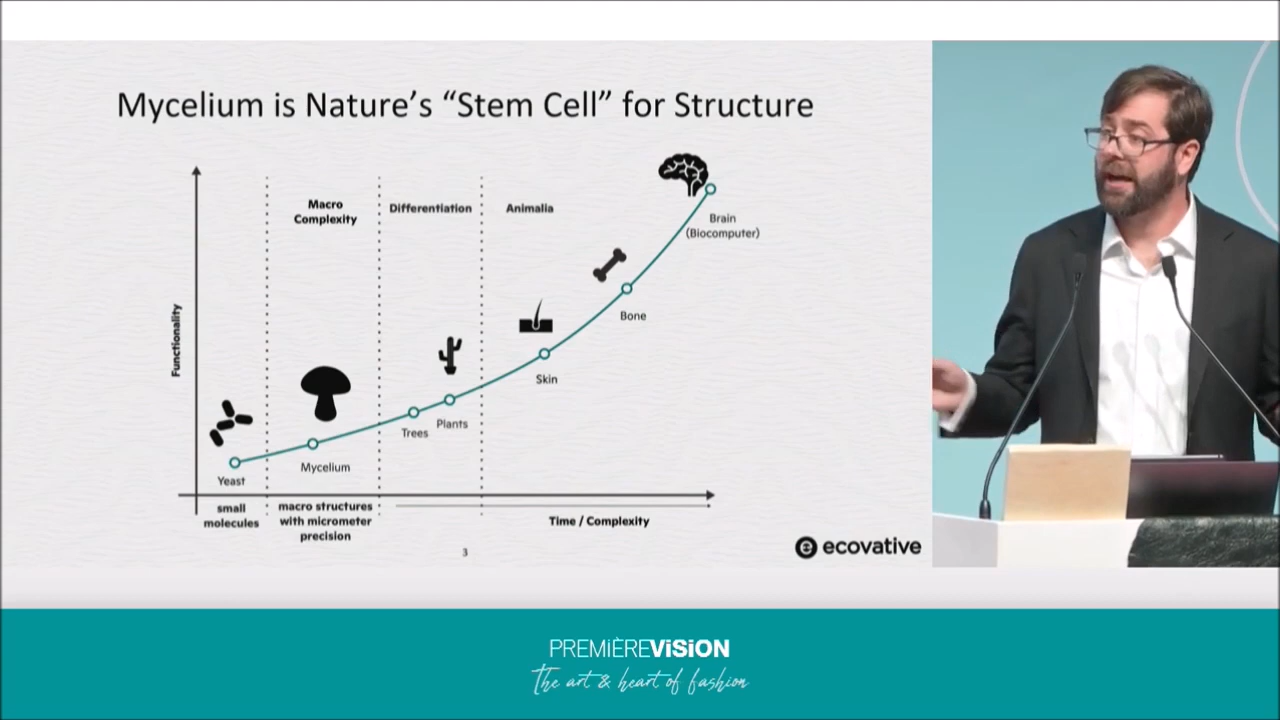 Mycelium is Nature's “Stem Cell” for Structure
Macro
Complexity
Differentiation
Animalia
Brain
(Biocomputer)
Functionality
Bone
Skin
Plants
Trees
Mycelium
Yeast
small
molecules
macro structures
with micrometer
precision
Time / Complexity
3
e ecovative
PREMIÈREVISION
The art & heart of fashion